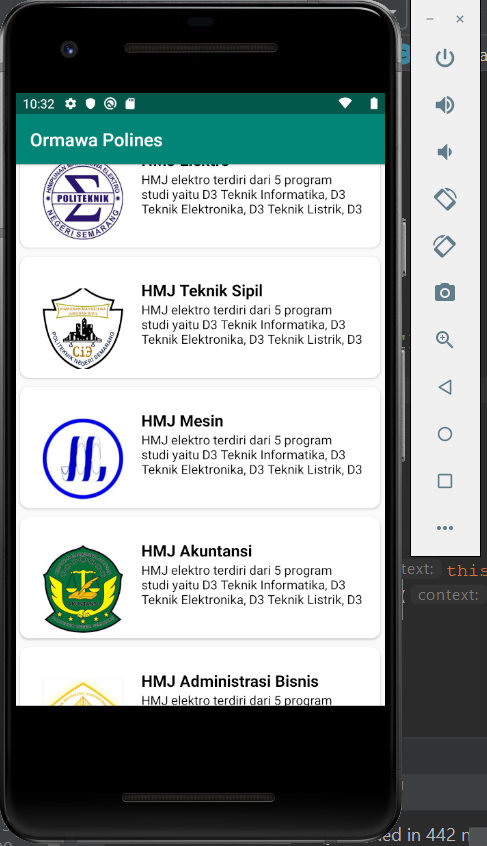 10:32
Ormawa Polines
HMJ Elektro
HMJ elektro terdiri dari 5 program
studi yaitu D3 Teknik Informatika, D3
Teknik Elektronika, D3 Teknik Listrik, D3
POLITEKNIK
NEGERI SEMARANG
HMJ Teknik Sipil
HMJ elektro terdiri dari 5 program
studi yaitu D3 Teknik Informatika, D3
Teknik Elektronika, D3 Teknik Listrik, D3
POLITEKNIK NEGERI SEMARANG
HMJ Mesin
HMJ elektro terdiri dari 5 program
studi yaitu D3 Teknik Informatika, D3
Teknik Elektronika, D3 Teknik Listrik, D3
HMJ Akuntansi
HMJ elektro terdiri dari 5 program
studi yaitu D3 Teknik Informatika, D3
Teknik Elektronika, D3 Teknik Listrik, D3
HMJ Administrasi Bisnis
HMJ elektro terdiri dari 5 program
text: this
( context:
ed in 442 m